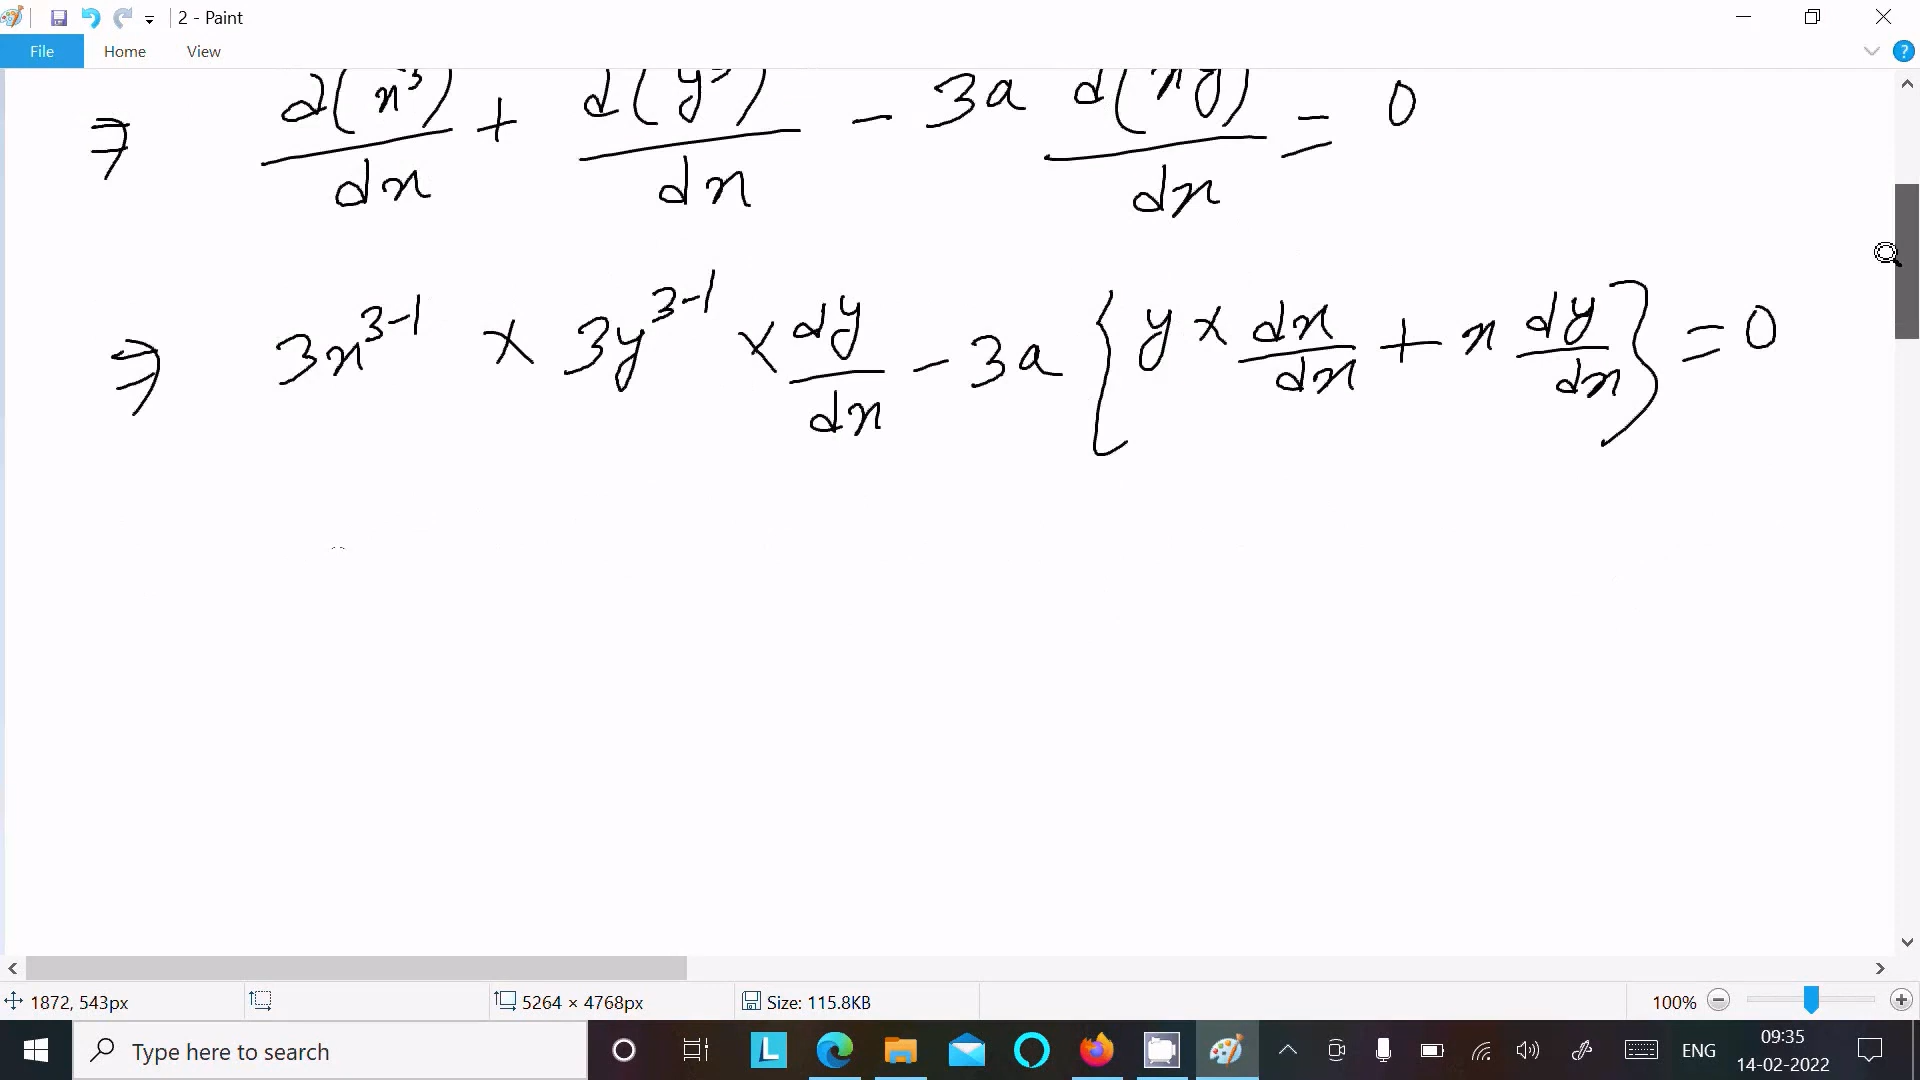 2 - Paint
File Home View
⇒ d(x³)/dx + d(y³)/dx - 3a d(xy)/dx = 0
⇒ 3x^{3-1} × 3y^{3-1} × dy/dx - 3a { y × dx/dx + x dy/dx } = 0
1872, 543px 5264 × 4768px Size: 115.8KB 100%
Type here to search L ENG 09:35
14-02-2022